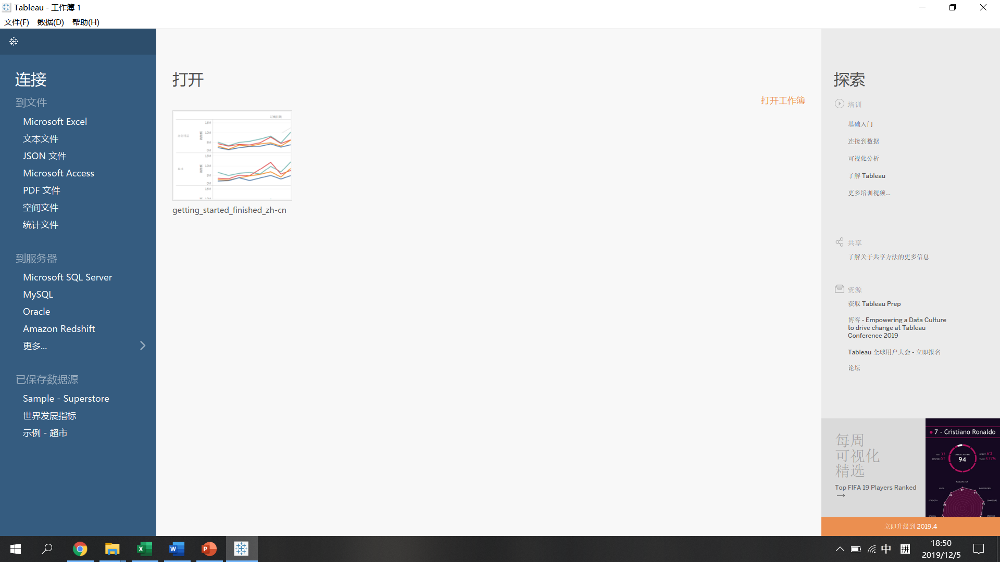 Tableau - 工作簿 1
文件(F) 数据(D) 帮助(H)
连接
到文件
Microsoft Excel
文本文件
JSON 文件
Microsoft Access
PDF 文件
空间文件
统计文件
到服务器
Microsoft SQL Server
MySQL
Oracle
Amazon Redshift
更多...
已保存数据源
Sample - Superstore
世界发展指标
示例 - 超市
打开
打开工作簿
getting_started_finished_zh-cn
探索
培训
基础入门
连接到数据
可视化分析
了解 Tableau
更多培训视频...
共享
了解关于共享方法的更多信息
资源
获取 Tableau Prep
博客 - Empowering a Data Culture
to drive change at Tableau
Conference 2019
Tableau 全球用户大会 - 立即报名
论坛
每周
可视化
精选
Top FIFA 19 Players Ranked
7 - Cristiano Ronaldo
OVERALL RATING
94
ACCELERATION
立即升级到 2019.4
中
拼
18:50
2019/12/5